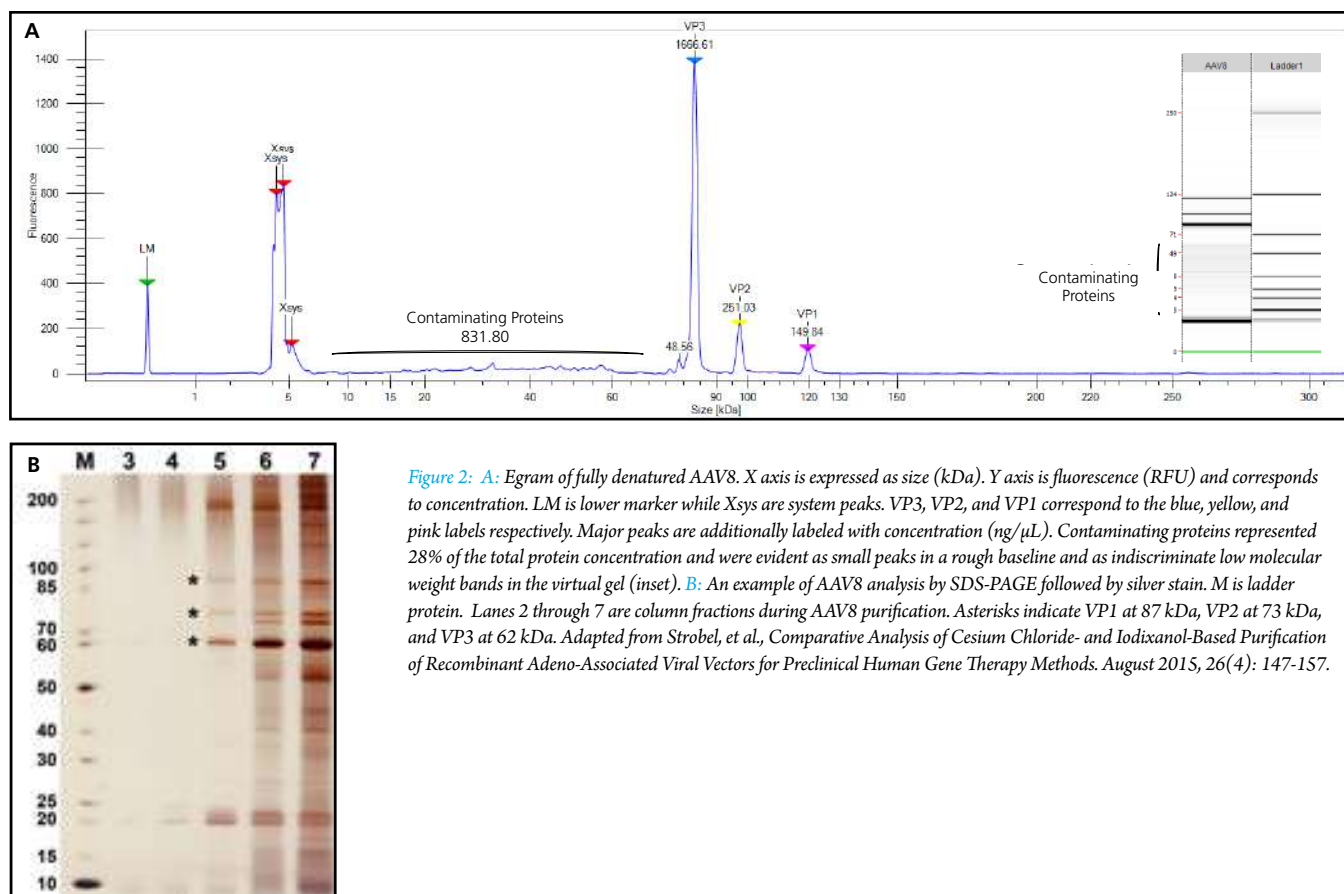 A
VP3
1666.61
AAV8 Ladder1
1400
1200
1000
800
600
400
200
0
Fluorescence
LM
Xsys
Xsys
Xsys
Contaminating Proteins
831.80
48.56
VP2
251.03
VP1
149.84
Contaminating
Proteins
124
71
0
1 5 10 15 20 40 60 90 100 120 130 150 200 220 250 300
Size [kDa]
B
M 3 4 5 6 7
200
100
85
70
60
50
40
30
25
20
15
10
*
*
*
Figure 2: A: Egram of fully denatured AAV8. X axis is expressed as size (kDa). Y axis is fluorescence (RFU) and corresponds
to concentration. LM is lower marker while Xsys are system peaks. VP3, VP2, and VP1 correspond to the blue, yellow, and
pink labels respectively. Major peaks are additionally labeled with concentration (ng/μL). Contaminating proteins represented
28% of the total protein concentration and were evident as small peaks in a rough baseline and as indiscriminate low molecular
weight bands in the virtual gel (inset). B: An example of AAV8 analysis by SDS-PAGE followed by silver stain. M is ladder
protein. Lanes 2 through 7 are column fractions during AAV8 purification. Asterisks indicate VP1 at 87 kDa, VP2 at 73 kDa,
and VP3 at 62 kDa. Adapted from Strobel, et al., Comparative Analysis of Cesium Chloride- and Iodixanol-Based Purification
of Recombinant Adeno-Associated Viral Vectors for Preclinical Human Gene Therapy Methods. August 2015, 26(4): 147-157.